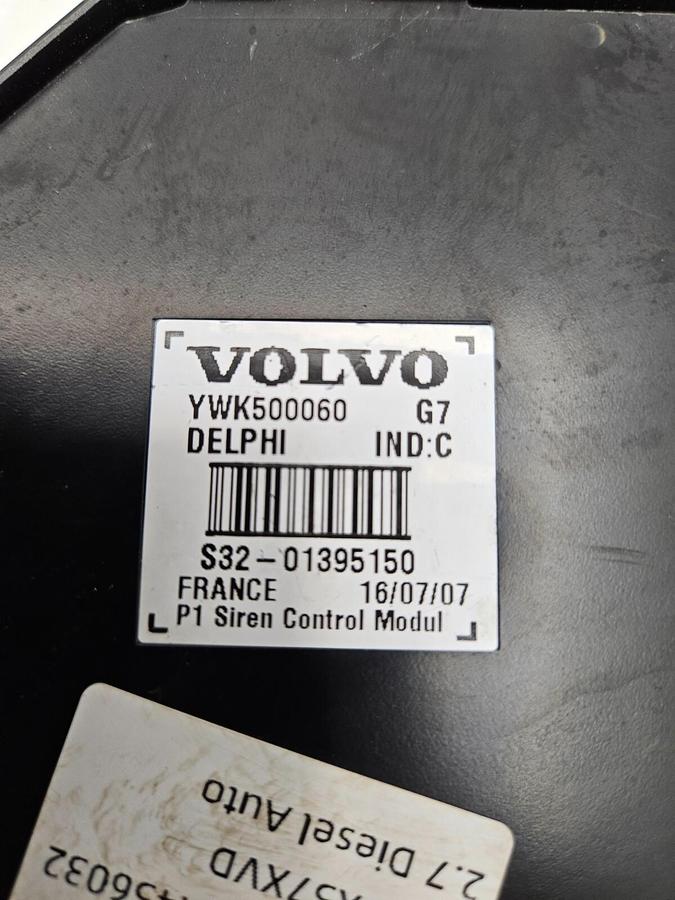 VOLVO
YWK500060 G7
DELPHI IND:C
S32-01395150
FRANCE 16/07/07
P1 Siren Control Modul
2.7 Diesel Auto